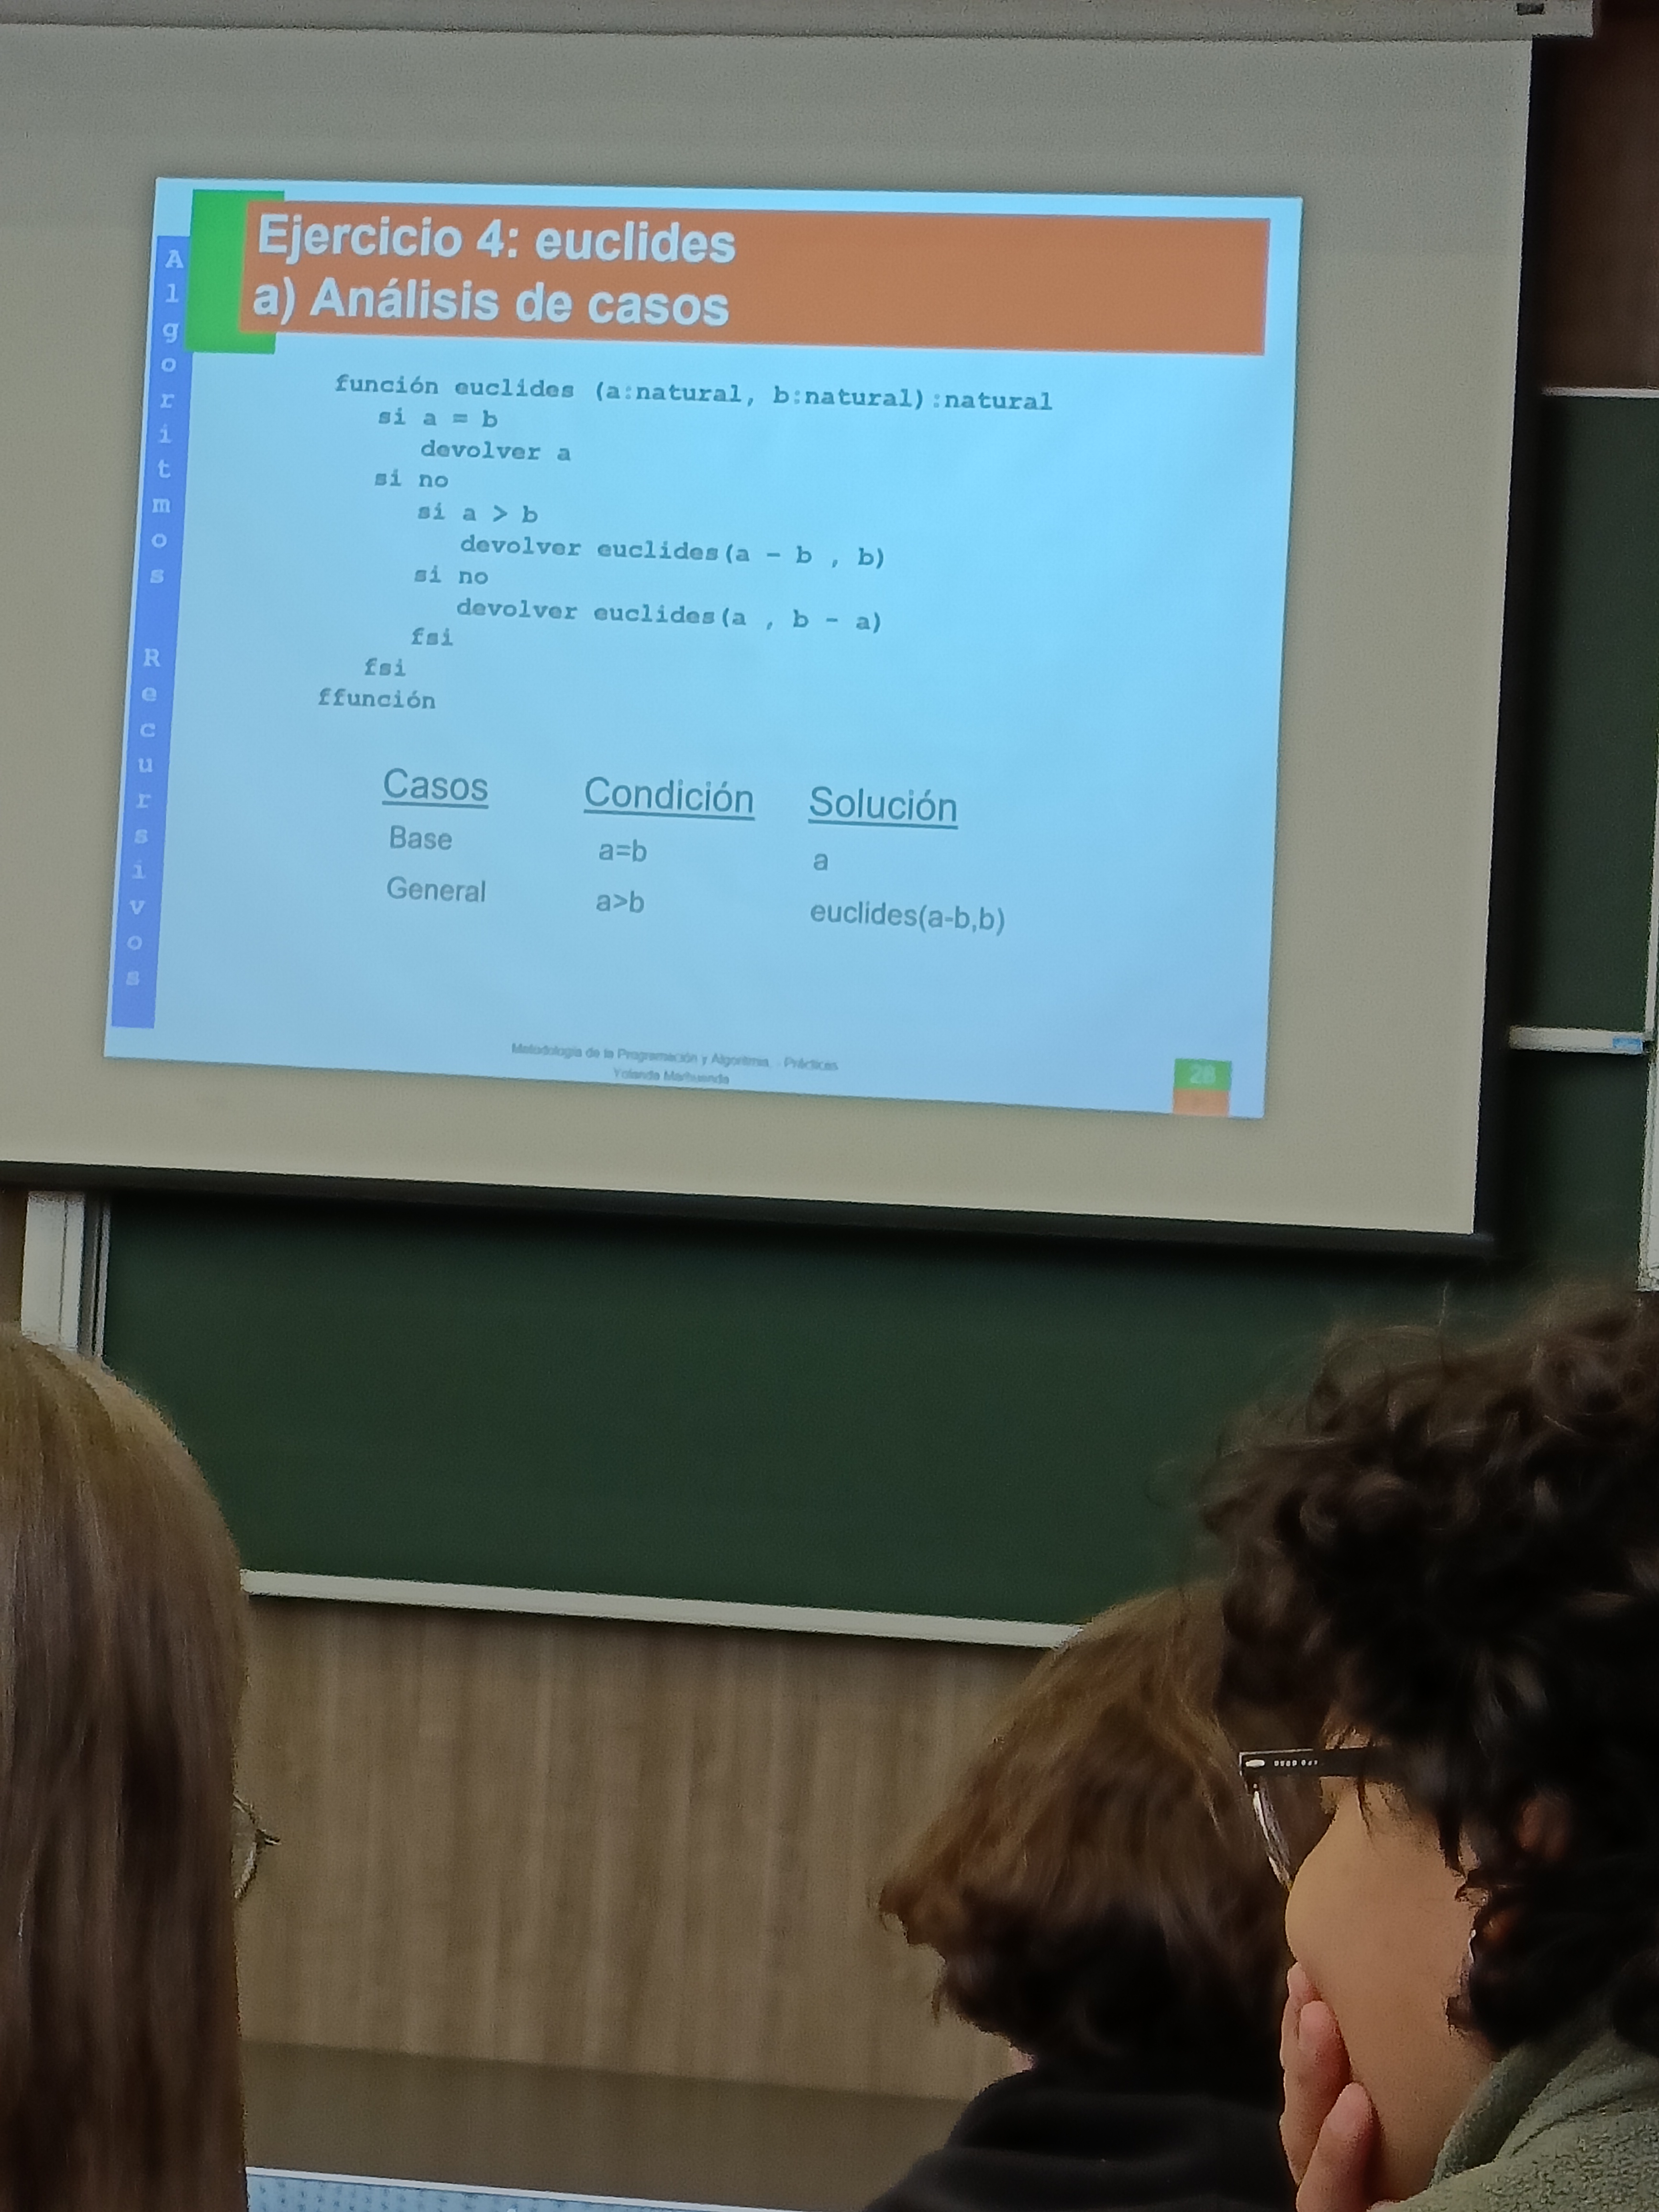 Ejercicio 4: euclides
a) Análisis de casos
Algoritmos Recursivos
función euclides (a:natural, b:natural):natural
si a = b
devolver a
si no
si a > b
devolver euclides(a - b , b)
si no
devolver euclides(a , b - a)
fsi
fsi
ffunción
Casos Condición Solución
Base a=b a
General a>b euclides(a-b,b)
Metodología de la Programación y Algoritmia. - Prácticas
Yolanda Marhuenda
28